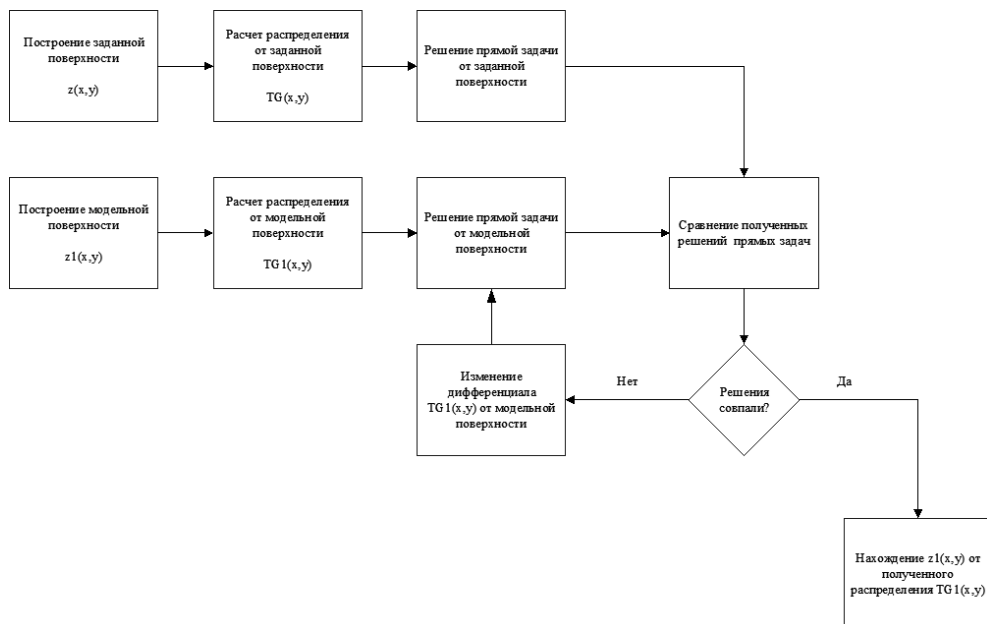 Построение заданной
поверхности
z(x,y)
Расчет распределения
от заданной
поверхности
TG(x,y)
Решение прямой задачи
от заданной
поверхности
Построение модельной
поверхности
z1(x,y)
Расчет распределения
от модельной
поверхности
TG1(x,y)
Решение прямой задачи
от модельной
поверхности
Сравнение полученных
решений прямых задач
Изменение
дифференциала
TG1(x,y) от модельной
поверхности
Нет
Решения
совпали?
Да
Нахождение z1(x,y) от
полученного
распределения TG1(x,y)